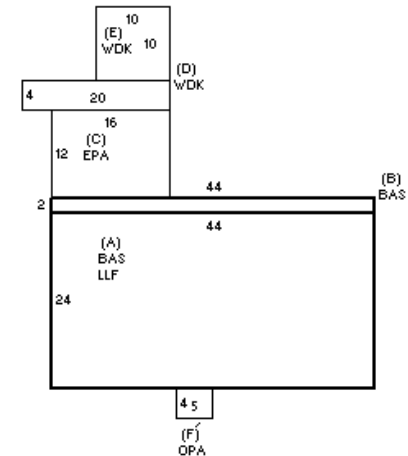 10
(E) 10
WDK
(D)
WDK
4 20
16
(C)
12 EPA
44
(B)
BAS
2
44
(A)
BAS
LLF
24
4 5
(F)
OPA